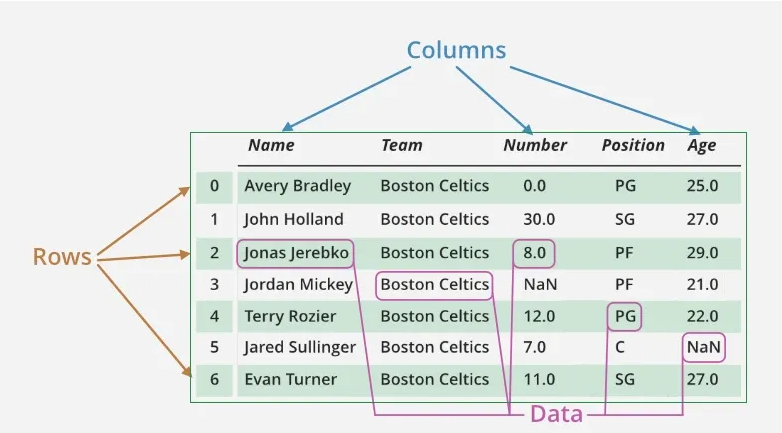 Columns
Name Team Number Position Age
0 Avery Bradley Boston Celtics 0.0 PG 25.0
1 John Holland Boston Celtics 30.0 SG 27.0
Rows
2 Jonas Jerebko Boston Celtics 8.0 PF 29.0
3 Jordan Mickey Boston Celtics NaN PF 21.0
4 Terry Rozier Boston Celtics 12.0 PG 22.0
5 Jared Sullinger Boston Celtics 7.0 C NaN
6 Evan Turner Boston Celtics 11.0 SG 27.0
Data